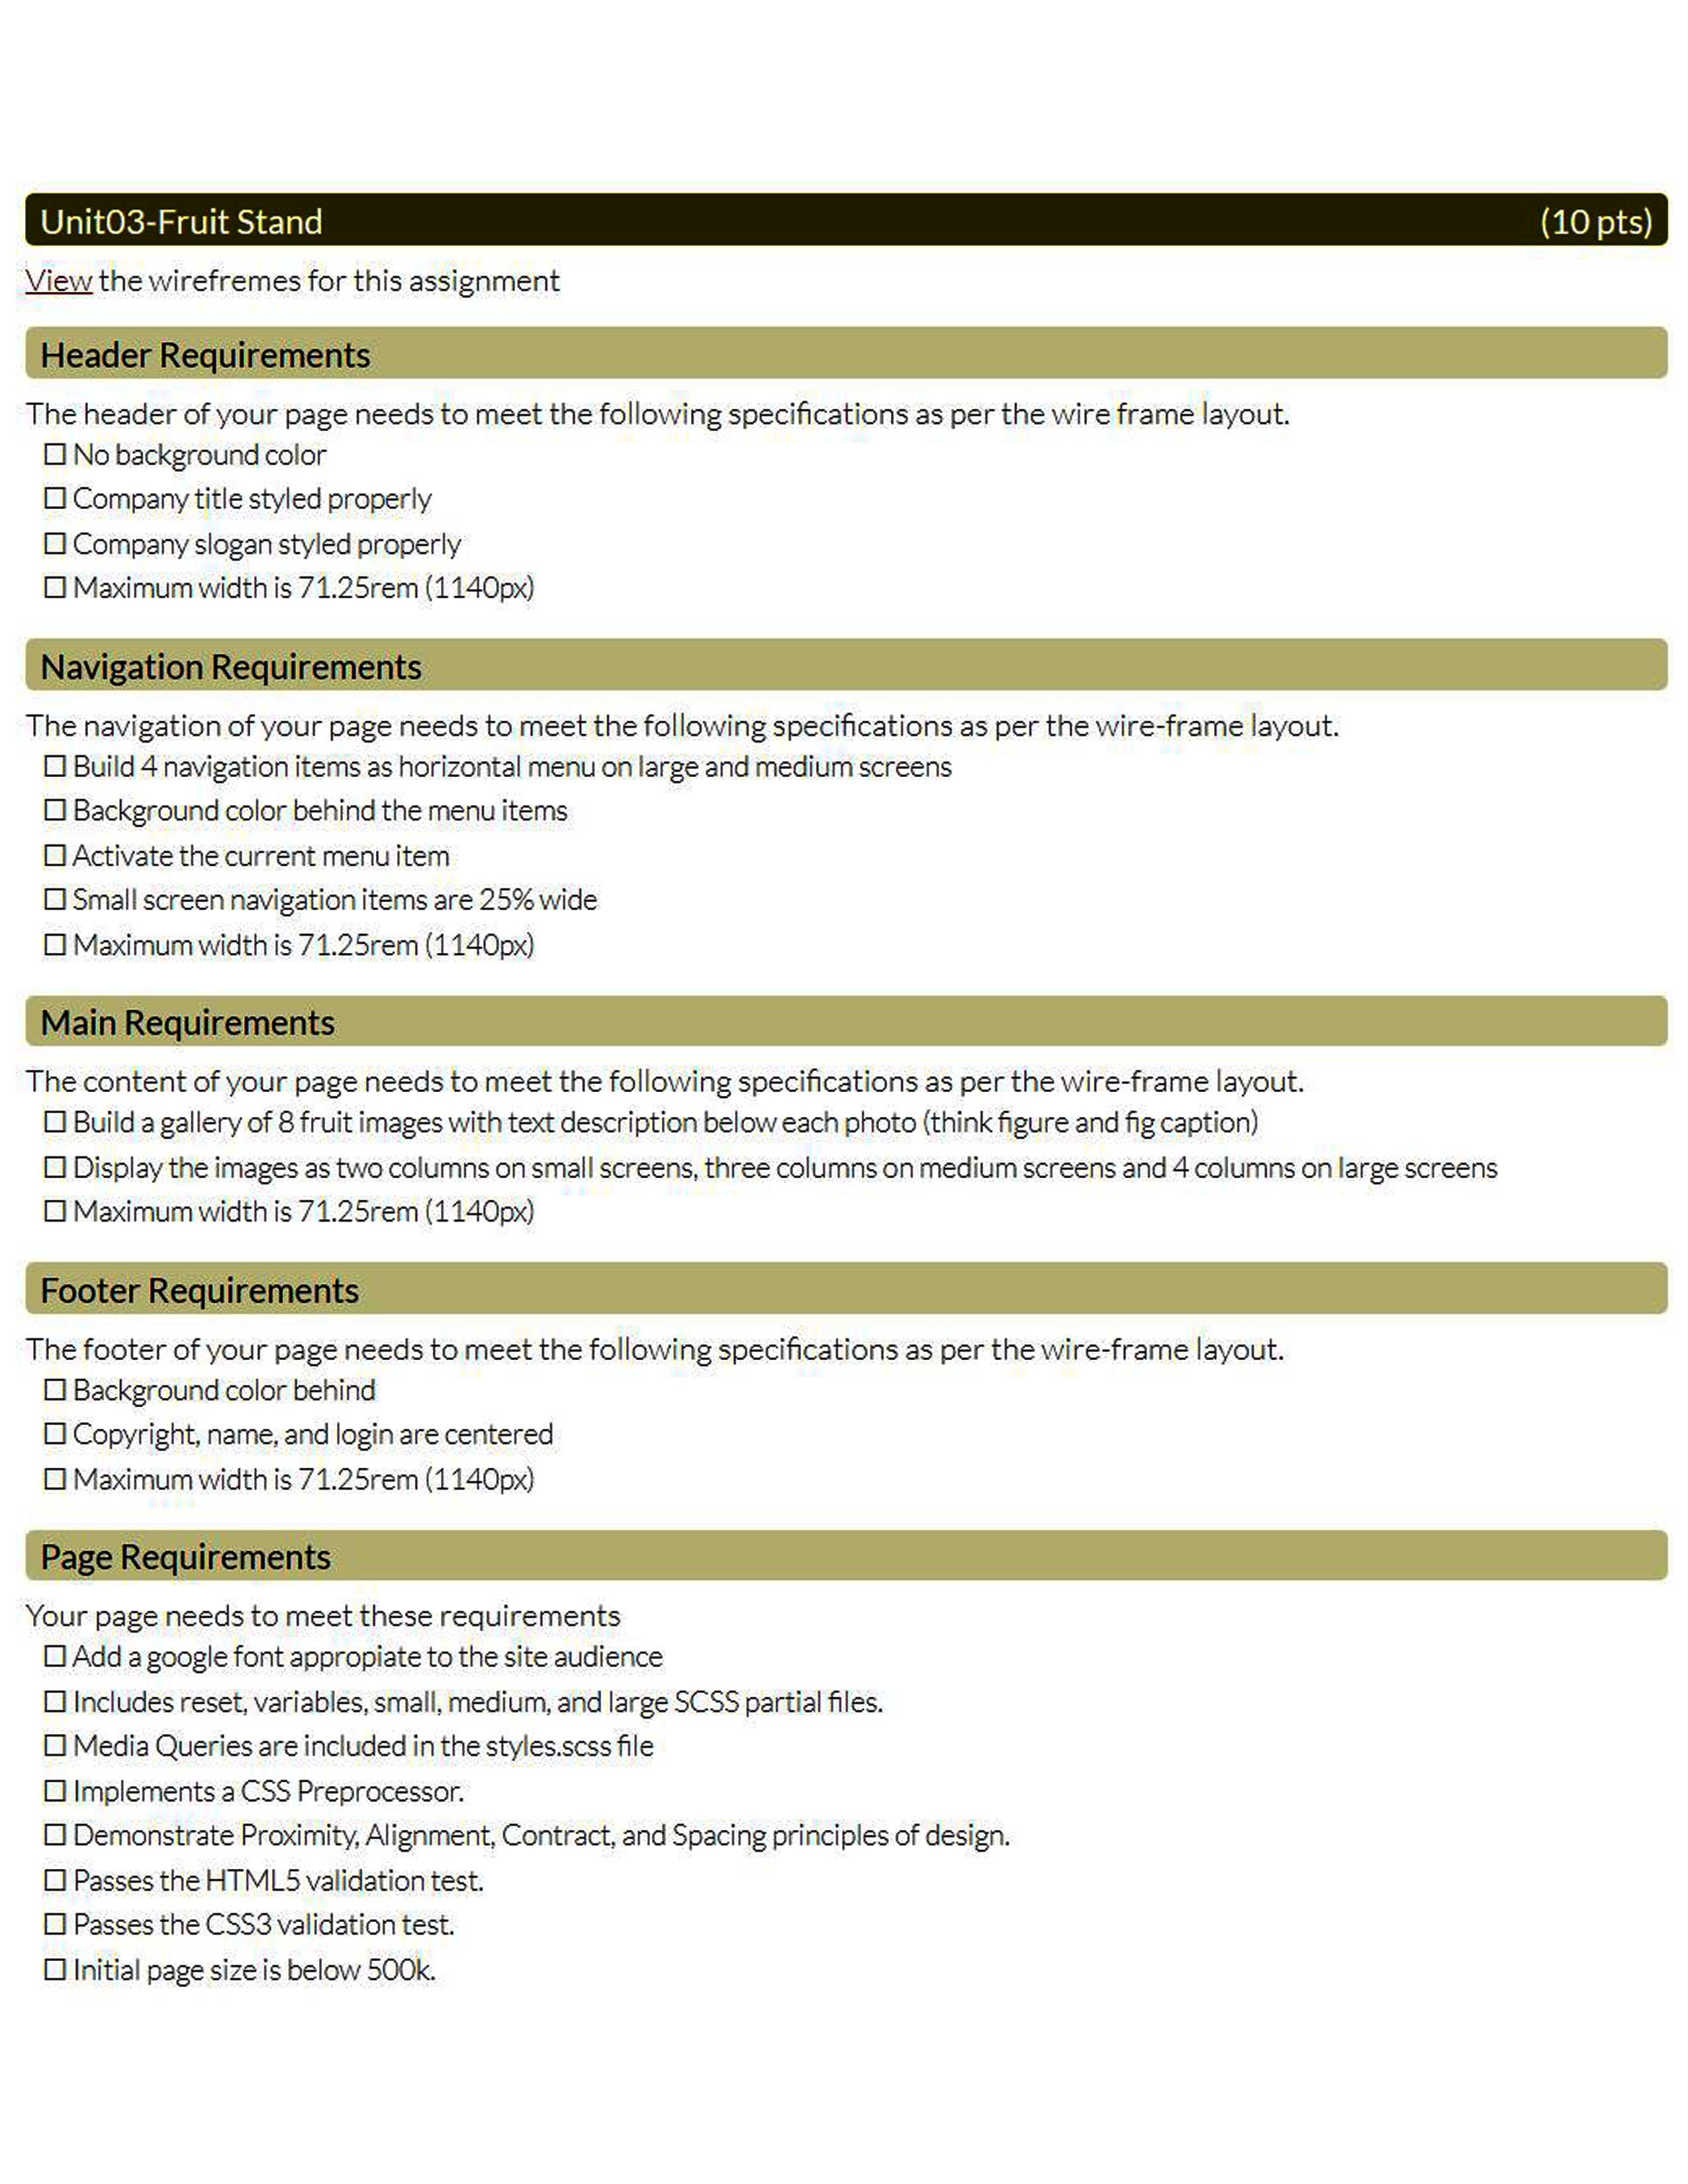 Unit03-Fruit Stand (10 pts)
View the wirefremes for this assignment
Header Requirements
The header of your page needs to meet the following specifications as per the wire frame layout.
☐ No background color
☐ Company title styled properly
☐ Company slogan styled properly
☐ Maximum width is 71.25rem (1140px)
Navigation Requirements
The navigation of your page needs to meet the following specifications as per the wire-frame layout.
☐ Build 4 navigation items as horizontal menu on large and medium screens
☐ Background color behind the menu items
☐ Activate the current menu item
☐ Small screen navigation items are 25% wide
☐ Maximum width is 71.25rem (1140px)
Main Requirements
The content of your page needs to meet the following specifications as per the wire-frame layout.
☐ Build a gallery of 8 fruit images with text description below each photo (think figure and fig caption)
☐ Display the images as two columns on small screens, three columns on medium screens and 4 columns on large screens
☐ Maximum width is 71.25rem (1140px)
Footer Requirements
The footer of your page needs to meet the following specifications as per the wire-frame layout.
☐ Background color behind
☐ Copyright, name, and login are centered
☐ Maximum width is 71.25rem (1140px)
Page Requirements
Your page needs to meet these requirements
☐ Add a google font appropiate to the site audience
☐ Includes reset, variables, small, medium, and large SCSS partial files.
☐ Media Queries are included in the styles.scss file
☐ Implements a CSS Preprocessor.
☐ Demonstrate Proximity, Alignment, Contract, and Spacing principles of design.
☐ Passes the HTML5 validation test.
☐ Passes the CSS3 validation test.
☐ Initial page size is below 500k.